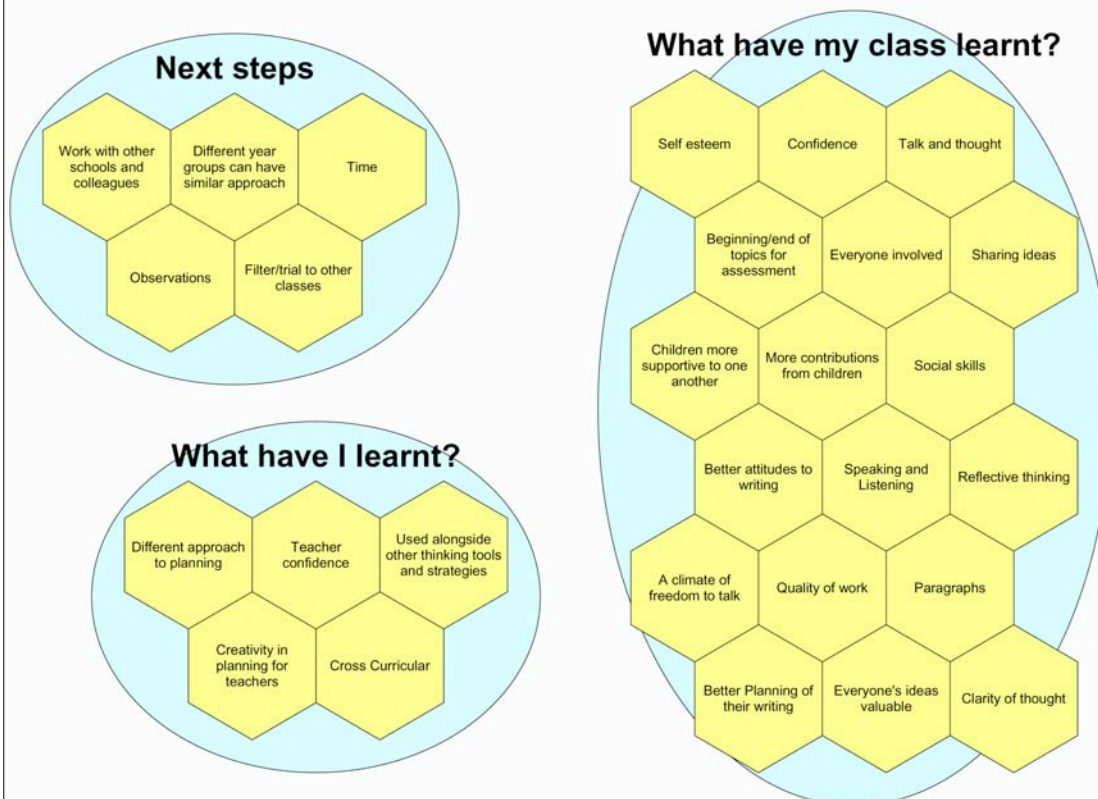 Next steps
Work with other
schools and
colleagues
Different year
groups can have
similar approach
Time
Observations
Filter/trial to other
classes
What have I learnt?
Different approach
to planning
Teacher
confidence
Used alongside
other thinking tools
and strategies
Creativity in
planning for
teachers
Cross Curricular
What have my class learnt?
Self esteem
Confidence
Talk and thought
Beginning/end of
topics for
assessment
Everyone involved
Sharing ideas
Children more
supportive to one
another
More contributions
from children
Social skills
Better attitudes to
writing
Speaking and
Listening
Reflective thinking
A climate of
freedom to talk
Quality of work
Paragraphs
Better Planning of
their writing
Everyone's ideas
valuable
Clarity of thought